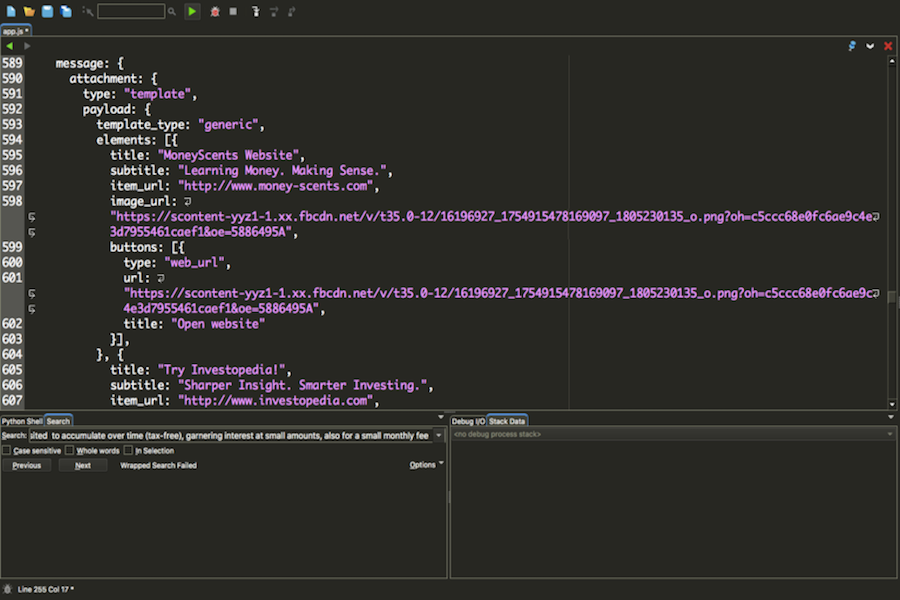 app.js *
589 message: {
590 attachment: {
591 type: "template",
592 payload: {
593 template_type: "generic",
594 elements: [{
595 title: "MoneyScents Website",
596 subtitle: "Learning Money. Making Sense.",
597 item_url: "http://www.money-scents.com",
598 image_url:
"https://scontent-yyz1-1.xx.fbcdn.net/v/t35.0-12/16196927_1754915478169097_1805230135_o.png?oh=c5ccc68e0fc6ae9c4e
3d7955461caef1&oe=5886495A",
599 buttons: [{
600 type: "web_url",
601 url:
"https://scontent-yyz1-1.xx.fbcdn.net/v/t35.0-12/16196927_1754915478169097_1805230135_o.png?oh=c5ccc68e0fc6ae9c
4e3d7955461caef1&oe=5886495A",
602 title: "Open website"
603 }],
604 }, {
605 title: "Try Investopedia!",
606 subtitle: "Sharper Insight. Smarter Investing.",
607 item_url: "http://www.investopedia.com",
Python Shell Search
Search: ited to accumulate over time (tax-free), garnering interest at small amounts, also for a small monthly fee
Case sensitive Whole words In Selection
Previous Next Wrapped Search Failed Options
Debug I/O Stack Data
<no debug process stack>
Line 255 Col 17 *